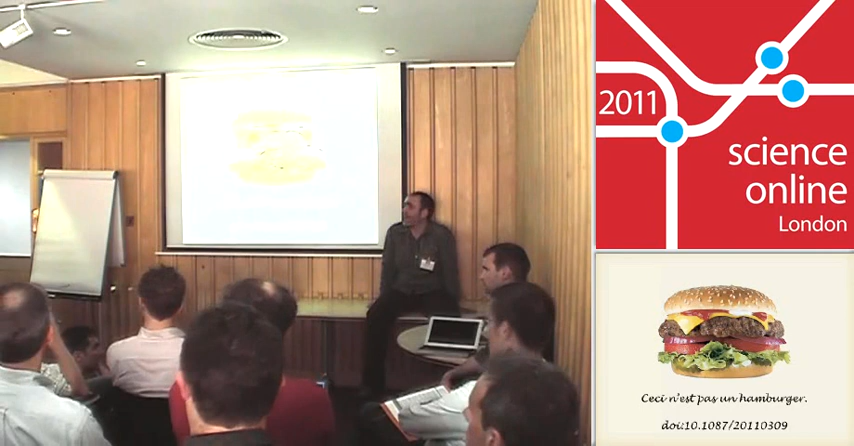 2011
science
online
London
Ceci n'est pas un hamburger.
doi:10.1087/20110309